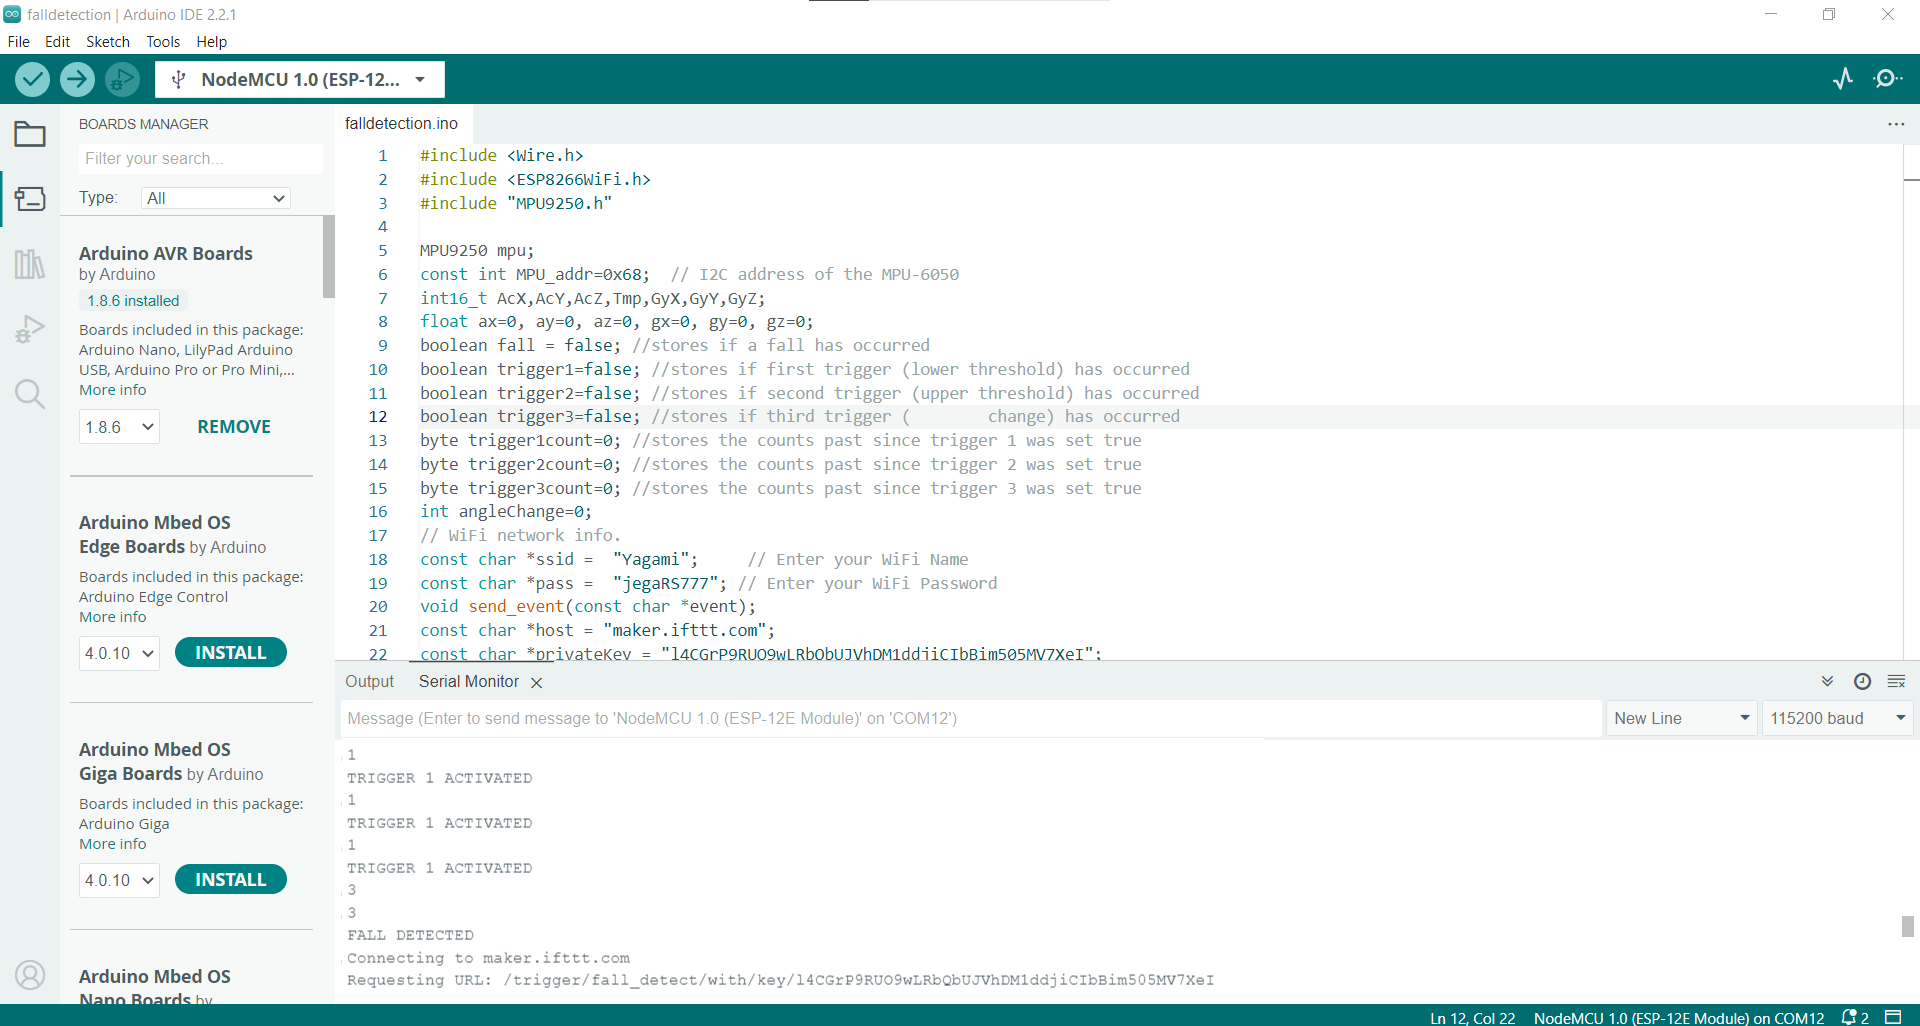 falldetection | Arduino IDE 2.2.1
File Edit Sketch Tools Help
NodeMCU 1.0 (ESP-12...
BOARDS MANAGER
Filter your search...
Type: All
Arduino AVR Boards
by Arduino
1.8.6 installed
Boards included in this package:
Arduino Nano, LilyPad Arduino
USB, Arduino Pro or Pro Mini,...
More info
1.8.6 REMOVE
Arduino Mbed OS
Edge Boards by Arduino
Boards included in this package:
Arduino Edge Control
More info
4.0.10 INSTALL
Arduino Mbed OS
Giga Boards by Arduino
Boards included in this package:
Arduino Giga
More info
4.0.10 INSTALL
Arduino Mbed OS
Nano Boards by
falldetection.ino
1 #include <Wire.h>
2 #include <ESP8266WiFi.h>
3 #include "MPU9250.h"
4
5 MPU9250 mpu;
6 const int MPU_addr=0x68;  // I2C address of the MPU-6050
7 int16_t AcX,AcY,AcZ,Tmp,GyX,GyY,GyZ;
8 float ax=0, ay=0, az=0, gx=0, gy=0, gz=0;
9 boolean fall = false; //stores if a fall has occurred
10 boolean trigger1=false; //stores if first trigger (lower threshold) has occurred
11 boolean trigger2=false; //stores if second trigger (upper threshold) has occurred
12 boolean trigger3=false; //stores if third trigger (        change) has occurred
13 byte trigger1count=0; //stores the counts past since trigger 1 was set true
14 byte trigger2count=0; //stores the counts past since trigger 2 was set true
15 byte trigger3count=0; //stores the counts past since trigger 3 was set true
16 int angleChange=0;
17 // WiFi network info.
18 const char *ssid =  "Yagami";     // Enter your WiFi Name
19 const char *pass =  "jegaRS777"; // Enter your WiFi Password
20 void send_event(const char *event);
21 const char *host = "maker.ifttt.com";
22 const char *privateKey = "l4CGrP9RUO9wLRbQbUJVhDM1ddjiCIbBim505MV7XeI";
Output Serial Monitor
Message (Enter to send message to 'NodeMCU 1.0 (ESP-12E Module)' on 'COM12')
New Line 115200 baud
1
TRIGGER 1 ACTIVATED
1
TRIGGER 1 ACTIVATED
1
TRIGGER 1 ACTIVATED
3
3
FALL DETECTED
Connecting to maker.ifttt.com
Requesting URL: /trigger/fall_detect/with/key/l4CGrP9RUO9wLRbQbUJVhDM1ddjiCIbBim505MV7XeI
Ln 12, Col 22 NodeMCU 1.0 (ESP-12E Module) on COM12 2